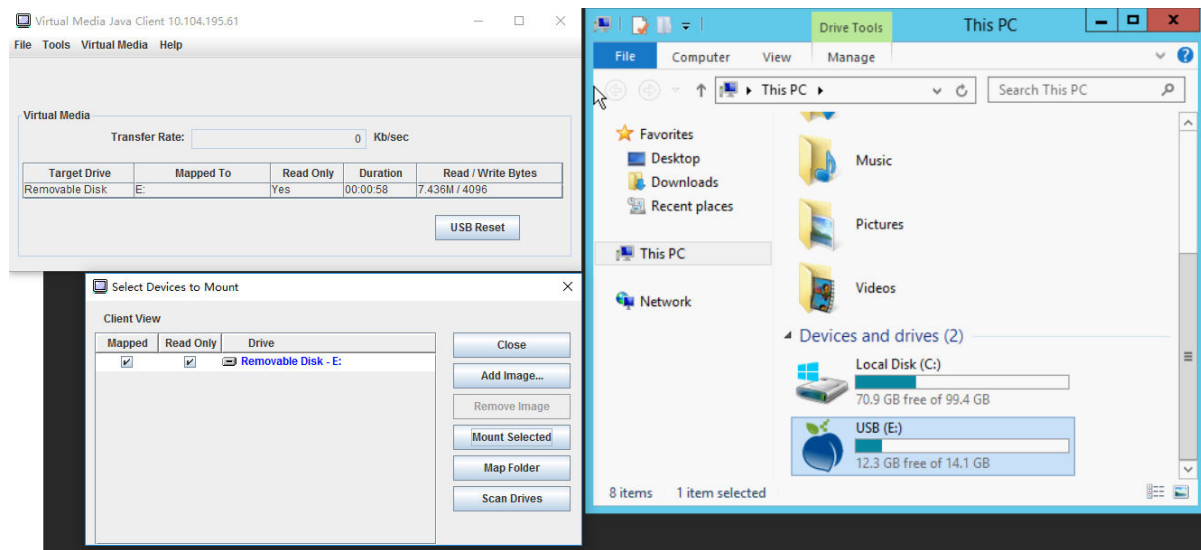 Virtual Media Java Client 10.104.195.61
File Tools Virtual Media Help
Virtual Media
Transfer Rate: 0 Kb/sec
Target Drive Mapped To Read Only Duration Read / Write Bytes
Removable Disk E: Yes 00:00:58 7.436M / 4096
USB Reset
Select Devices to Mount
Client View
Mapped Read Only Drive
Removable Disk - E:
Close
Add Image...
Remove Image
Mount Selected
Map Folder
Scan Drives
Drive Tools This PC
File Computer View Manage
This PC Search This PC
Favorites
Desktop
Downloads
Recent places
This PC
Network
Music
Pictures
Videos
Devices and drives (2)
Local Disk (C:)
70.9 GB free of 99.4 GB
USB (E:)
12.3 GB free of 14.1 GB
8 items 1 item selected